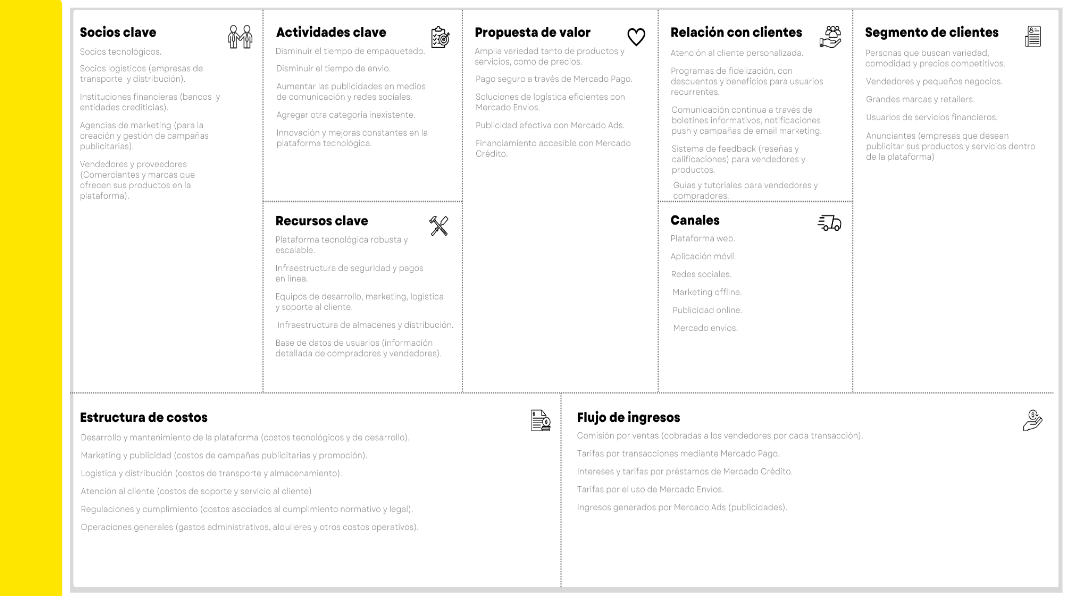 Socios clave
Socios tecnológicos.
Socios logísticos (empresas de
transporte y distribución).
Instituciones financieras (bancos y
entidades crediticias).
Agencias de marketing (para la
creación y gestión de campañas
publicitarias).
Vendedores y proveedores
(Comerciantes y marcas que
ofrecen sus productos en la
plataforma).
Actividades clave
Disminuir el tiempo de empaquetado.
Disminuir el tiempo de envío.
Aumentar las publicidades en medios
de comunicación y redes sociales.
Agregar otra categoría inexistente.
Innovación y mejoras constantes en la
plataforma tecnológica.
Recursos clave
Plataforma tecnológica robusta y
escalable.
Infraestructura de seguridad y pagos
en línea.
Equipos de desarrollo, marketing, logística
y soporte al cliente.
Infraestructura de almacenes y distribución.
Base de datos de usuarios (información
detallada de compradores y vendedores).
Propuesta de valor
Amplia variedad tanto de productos y
servicios, como de precios.
Pago seguro a través de Mercado Pago.
Soluciones de logística eficientes con
Mercado Envíos.
Publicidad efectiva con Mercado Ads.
Financiamiento accesible con Mercado
Crédito.
Relación con clientes
Atención al cliente personalizada.
Programas de fidelización, con
descuentos y beneficios para usuarios
recurrentes.
Comunicación continua a través de
boletines informativos, notificaciones
push y campañas de email marketing.
Sistema de feedback (reseñas y
calificaciones) para vendedores y
productos.
Guías y tutoriales para vendedores y
compradores.
Canales
Plataforma web.
Aplicación móvil.
Redes sociales.
Marketing offline.
Publicidad online.
Mercado envíos.
Segmento de clientes
Personas que buscan variedad,
comodidad y precios competitivos.
Vendedores y pequeños negocios.
Grandes marcas y retailers.
Usuarios de servicios financieros.
Anunciantes (empresas que desean
publicitar sus productos y servicios dentro
de la plataforma)
Estructura de costos
Desarrollo y mantenimiento de la plataforma (costos tecnológicos y de desarrollo).
Marketing y publicidad (costos de campañas publicitarias y promoción).
Logística y distribución (costos de transporte y almacenamiento).
Atención al cliente (costos de soporte y servicio al cliente)
Regulaciones y cumplimiento (costos asociados al cumplimiento normativo y legal).
Operaciones generales (gastos administrativos, alquileres y otros costos operativos).
Flujo de ingresos
Comisión por ventas (cobradas a los vendedores por cada transacción).
Tarifas por transacciones mediante Mercado Pago.
Intereses y tarifas por préstamos de Mercado Crédito.
Tarifas por el uso de Mercado Envíos.
Ingresos generados por Mercado Ads (publicidades).